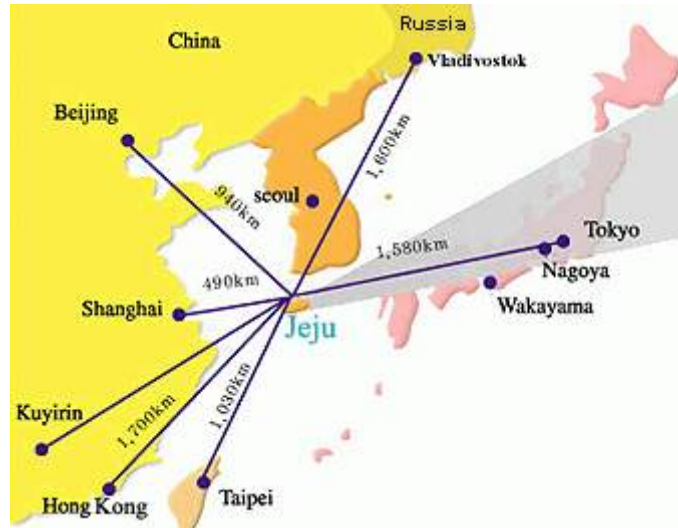 Russia
China
Vladivostok
Beijing
1,600km
940km
seoul
Tokyo
1,580km
Nagoya
490km
Shanghai
Wakayama
Jeju
Kuyirin
1,700km
1,030km
Hong Kong
Taipei